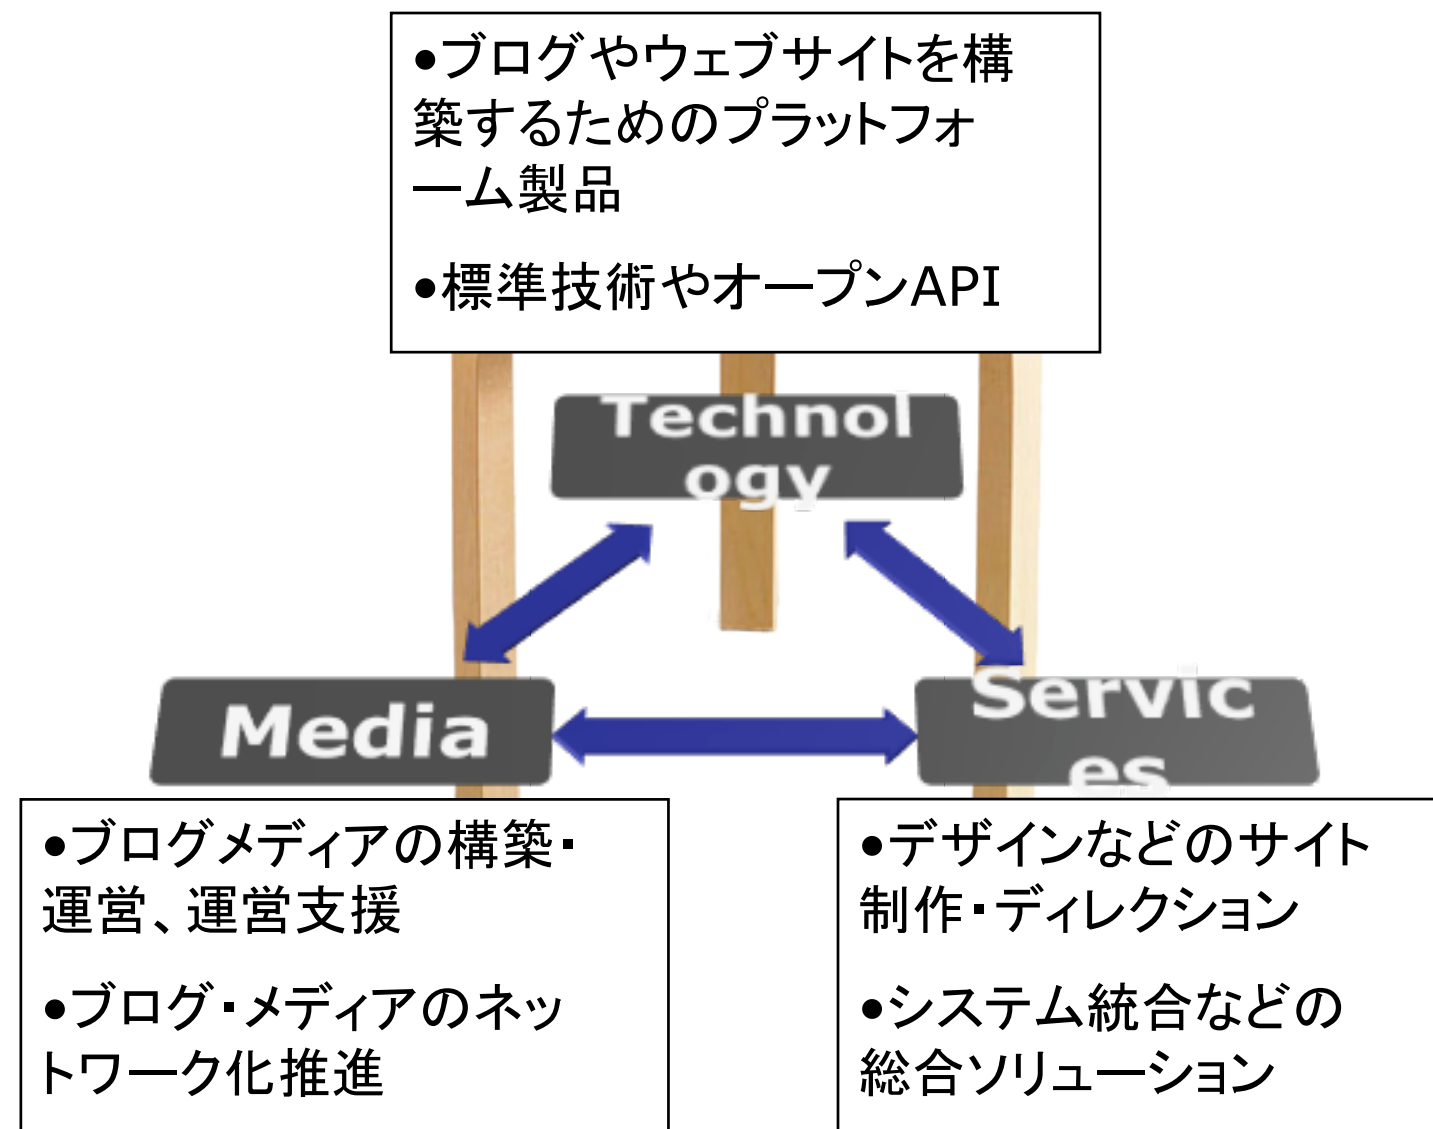 ●ブログやウェブサイトを構
築するためのプラットフォ
ーム製品
●標準技術やオープンAPI
Technol
ogy
Media
Servic
es
●ブログメディアの構築・
運営、運営支援
●ブログ・メディアのネッ
トワーク化推進
●デザインなどのサイト
制作・ディレクション
●システム統合などの
総合ソリューション